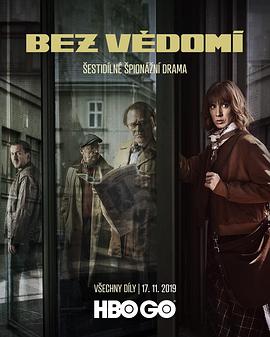 BEZ VĚDOMÍ
ŠESTIDÍLNÉ ŠPIONÁŽNÍ DRAMA
VŠECHNY DÍLY | 17. 11. 2019
HBO GO